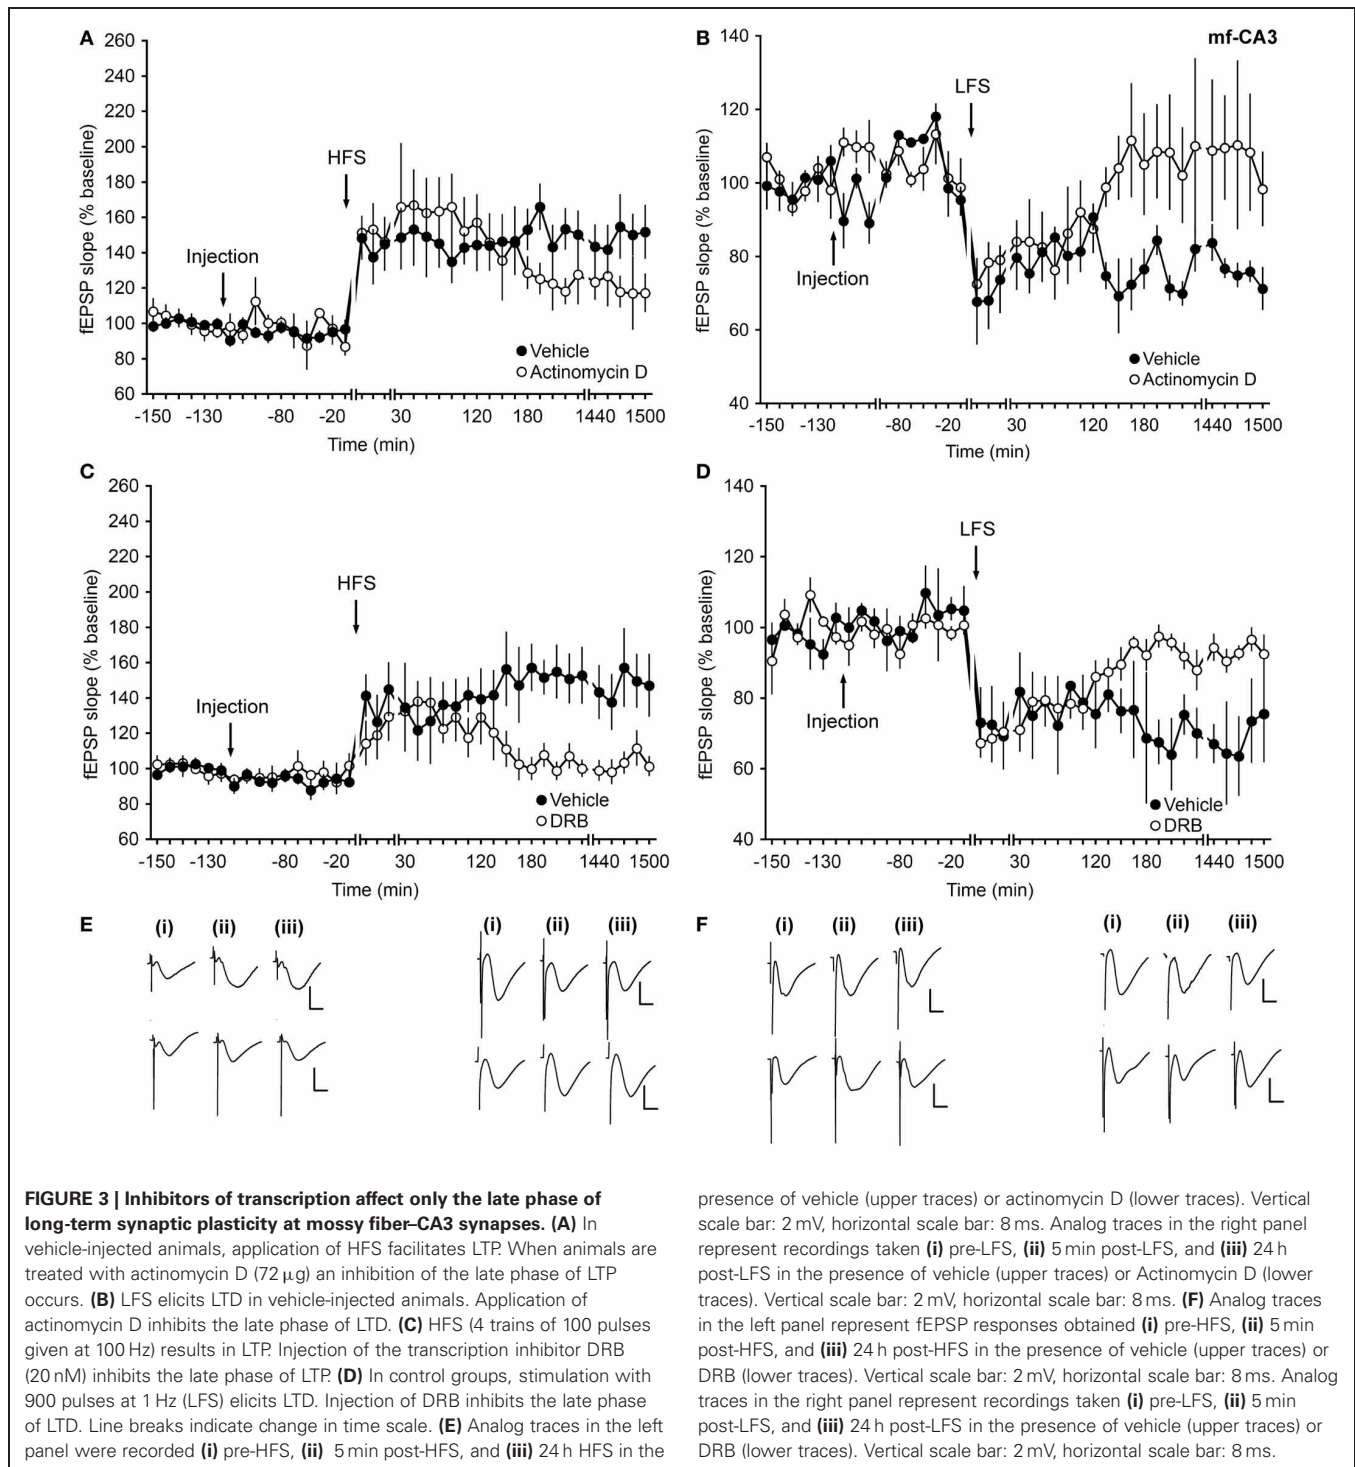 A
260
240
220
200
180
160
140
120
100
80
60
fEPSP slope (% baseline)
HFS
Injection
Vehicle
Actinomycin D
-150 -130 -80 -20 30 120 180 1440 1500
Time (min)
B
mf-CA3
140
120
100
80
60
40
fEPSP slope (% baseline)
LFS
Injection
Vehicle
Actinomycin D
-150 -130 -80 -20 30 120 180 1440 1500
Time (min)
C
260
240
220
200
180
160
140
120
100
80
60
fEPSP slope (% baseline)
HFS
Injection
Vehicle
DRB
-150 -130 -80 -20 30 120 180 1440 1500
Time (min)
D
140
120
100
80
60
40
fEPSP slope (% baseline)
LFS
Injection
Vehicle
DRB
-150 -130 -80 -20 30 120 180 1440 1500
Time (min)
E
(i) (ii) (iii)
(i) (ii) (iii)
F
(i) (ii) (iii)
(i) (ii) (iii)
FIGURE 3 | Inhibitors of transcription affect only the late phase of
long-term synaptic plasticity at mossy fiber–CA3 synapses. (A) In
vehicle-injected animals, application of HFS facilitates LTP. When animals are
treated with actinomycin D (72 μg) an inhibition of the late phase of LTP
occurs. (B) LFS elicits LTD in vehicle-injected animals. Application of
actinomycin D inhibits the late phase of LTD. (C) HFS (4 trains of 100 pulses
given at 100 Hz) results in LTP. Injection of the transcription inhibitor DRB
(20 nM) inhibits the late phase of LTP. (D) In control groups, stimulation with
900 pulses at 1 Hz (LFS) elicits LTD. Injection of DRB inhibits the late phase
of LTD. Line breaks indicate change in time scale. (E) Analog traces in the left
panel were recorded (i) pre-HFS, (ii) 5 min post-HFS, and (iii) 24 h HFS in the
presence of vehicle (upper traces) or actinomycin D (lower traces). Vertical
scale bar: 2 mV, horizontal scale bar: 8 ms. Analog traces in the right panel
represent recordings taken (i) pre-LFS, (ii) 5 min post-LFS, and (iii) 24 h
post-LFS in the presence of vehicle (upper traces) or Actinomycin D (lower
traces). Vertical scale bar: 2 mV, horizontal scale bar: 8 ms. (F) Analog traces
in the left panel represent fEPSP responses obtained (i) pre-HFS, (ii) 5 min
post-HFS, and (iii) 24 h post-HFS in the presence of vehicle (upper traces) or
DRB (lower traces). Vertical scale bar: 2 mV, horizontal scale bar: 8 ms. Analog
traces in the right panel represent recordings taken (i) pre-LFS, (ii) 5 min
post-LFS, and (iii) 24 h post-LFS in the presence of vehicle (upper traces) or
DRB (lower traces). Vertical scale bar: 2 mV, horizontal scale bar: 8 ms.